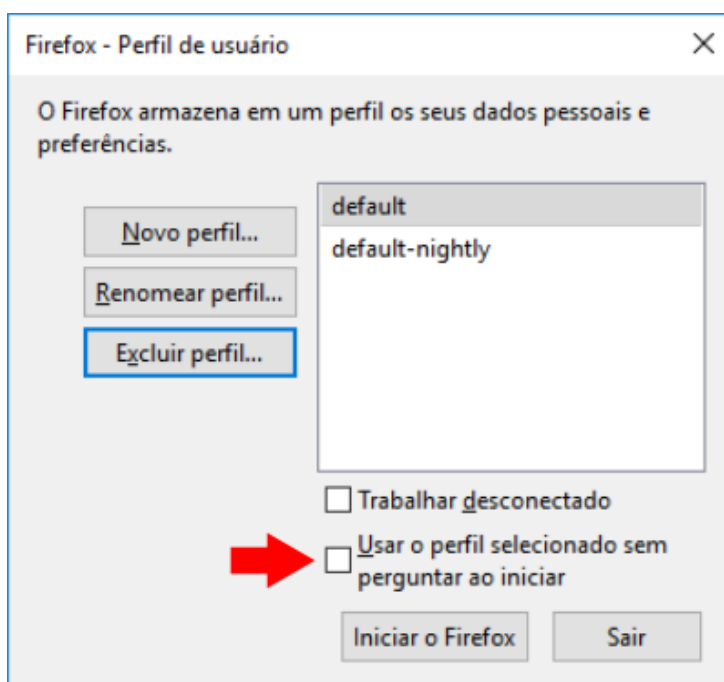 Firefox - Perfil de usuário
O Firefox armazena em um perfil os seus dados pessoais e
preferências.
Novo perfil...
Renomear perfil...
Excluir perfil...
default
default-nightly
Trabalhar desconectado
Usar o perfil selecionado sem
perguntar ao iniciar
Iniciar o Firefox
Sair